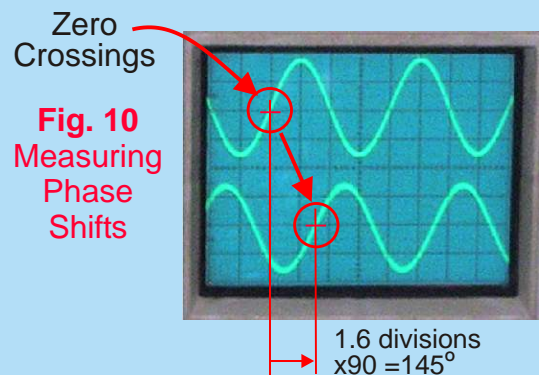 Zero
Crossings
Fig. 10
Measuring
Phase
Shifts
1.6 divisions
x90 =145°